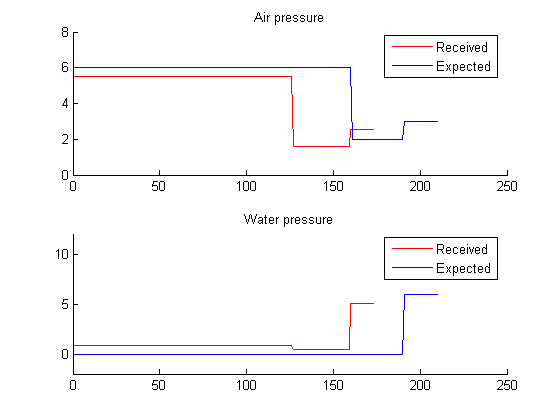 Air pressure
Received
Expected
8
6
4
2
0
0 50 100 150 200 250
Water pressure
Received
Expected
10
5
0
0 50 100 150 200 250